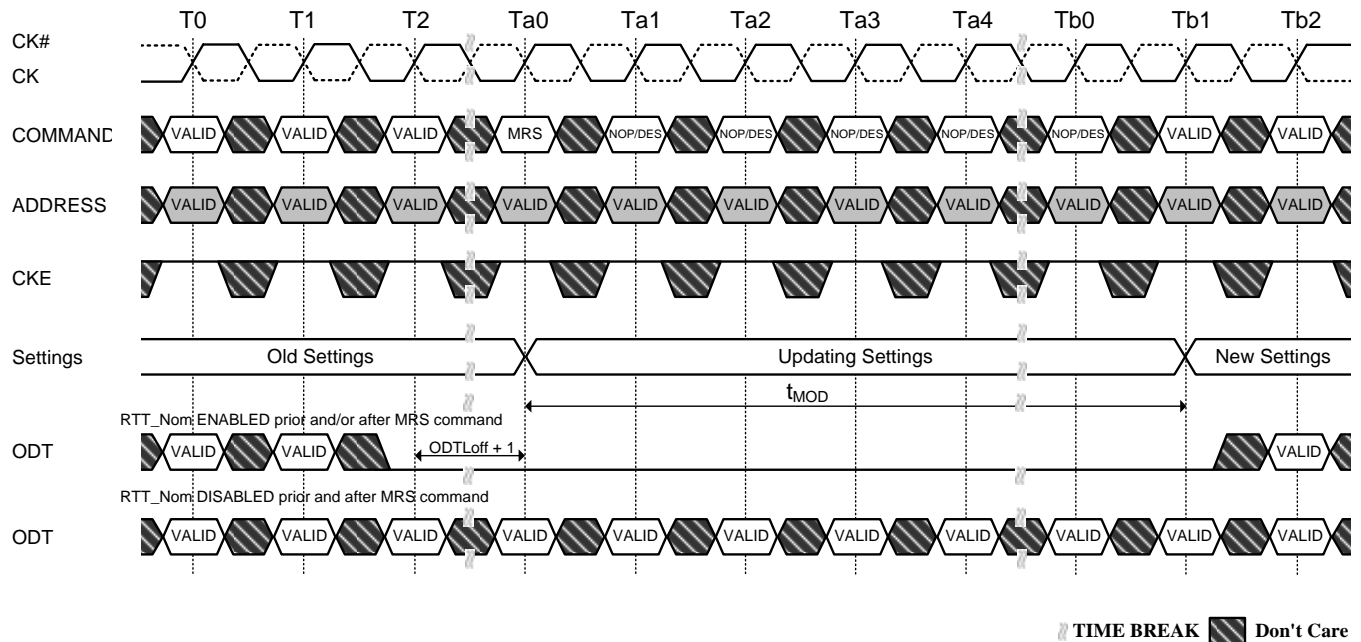 T0 T1 T2 Ta0 Ta1 Ta2 Ta3 Ta4 Tb0 Tb1 Tb2
CK#
CK
COMMAND VALID VALID VALID MRS NOP/DES NOP/DES NOP/DES NOP/DES NOP/DES VALID VALID
ADDRESS VALID VALID VALID VALID VALID VALID VALID VALID VALID VALID VALID
CKE
Settings Old Settings Updating Settings New Settings
tMOD
RTT_Nom ENABLED prior and/or after MRS command
ODT VALID VALID ODTLoff + 1 VALID
RTT_Nom DISABLED prior and after MRS command
ODT VALID VALID VALID VALID VALID VALID VALID VALID VALID VALID VALID
TIME BREAK Don't Care